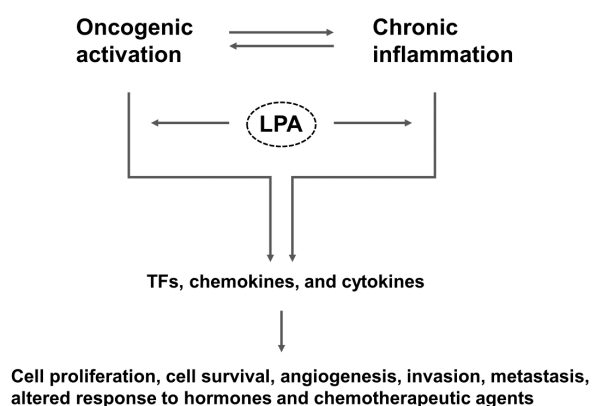 Oncogenic
activation
Chronic
inflammation
LPA
TFs, chemokines, and cytokines
Cell proliferation, cell survival, angiogenesis, invasion, metastasis,
altered response to hormones and chemotherapeutic agents